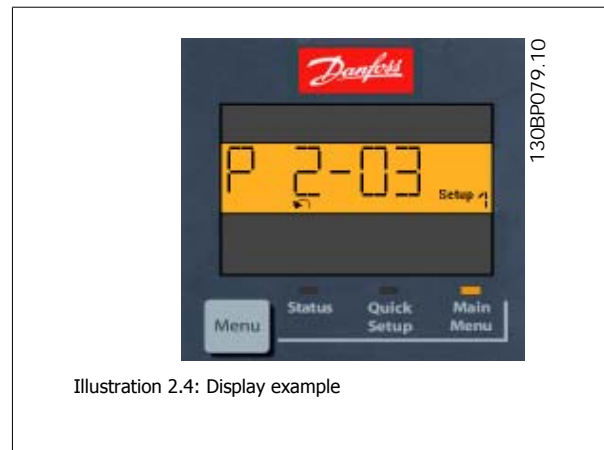 Danfoss
130BP079.10
P 2-03
Setup 1
Menu
Status
Quick Setup
Main Menu
Illustration 2.4: Display example